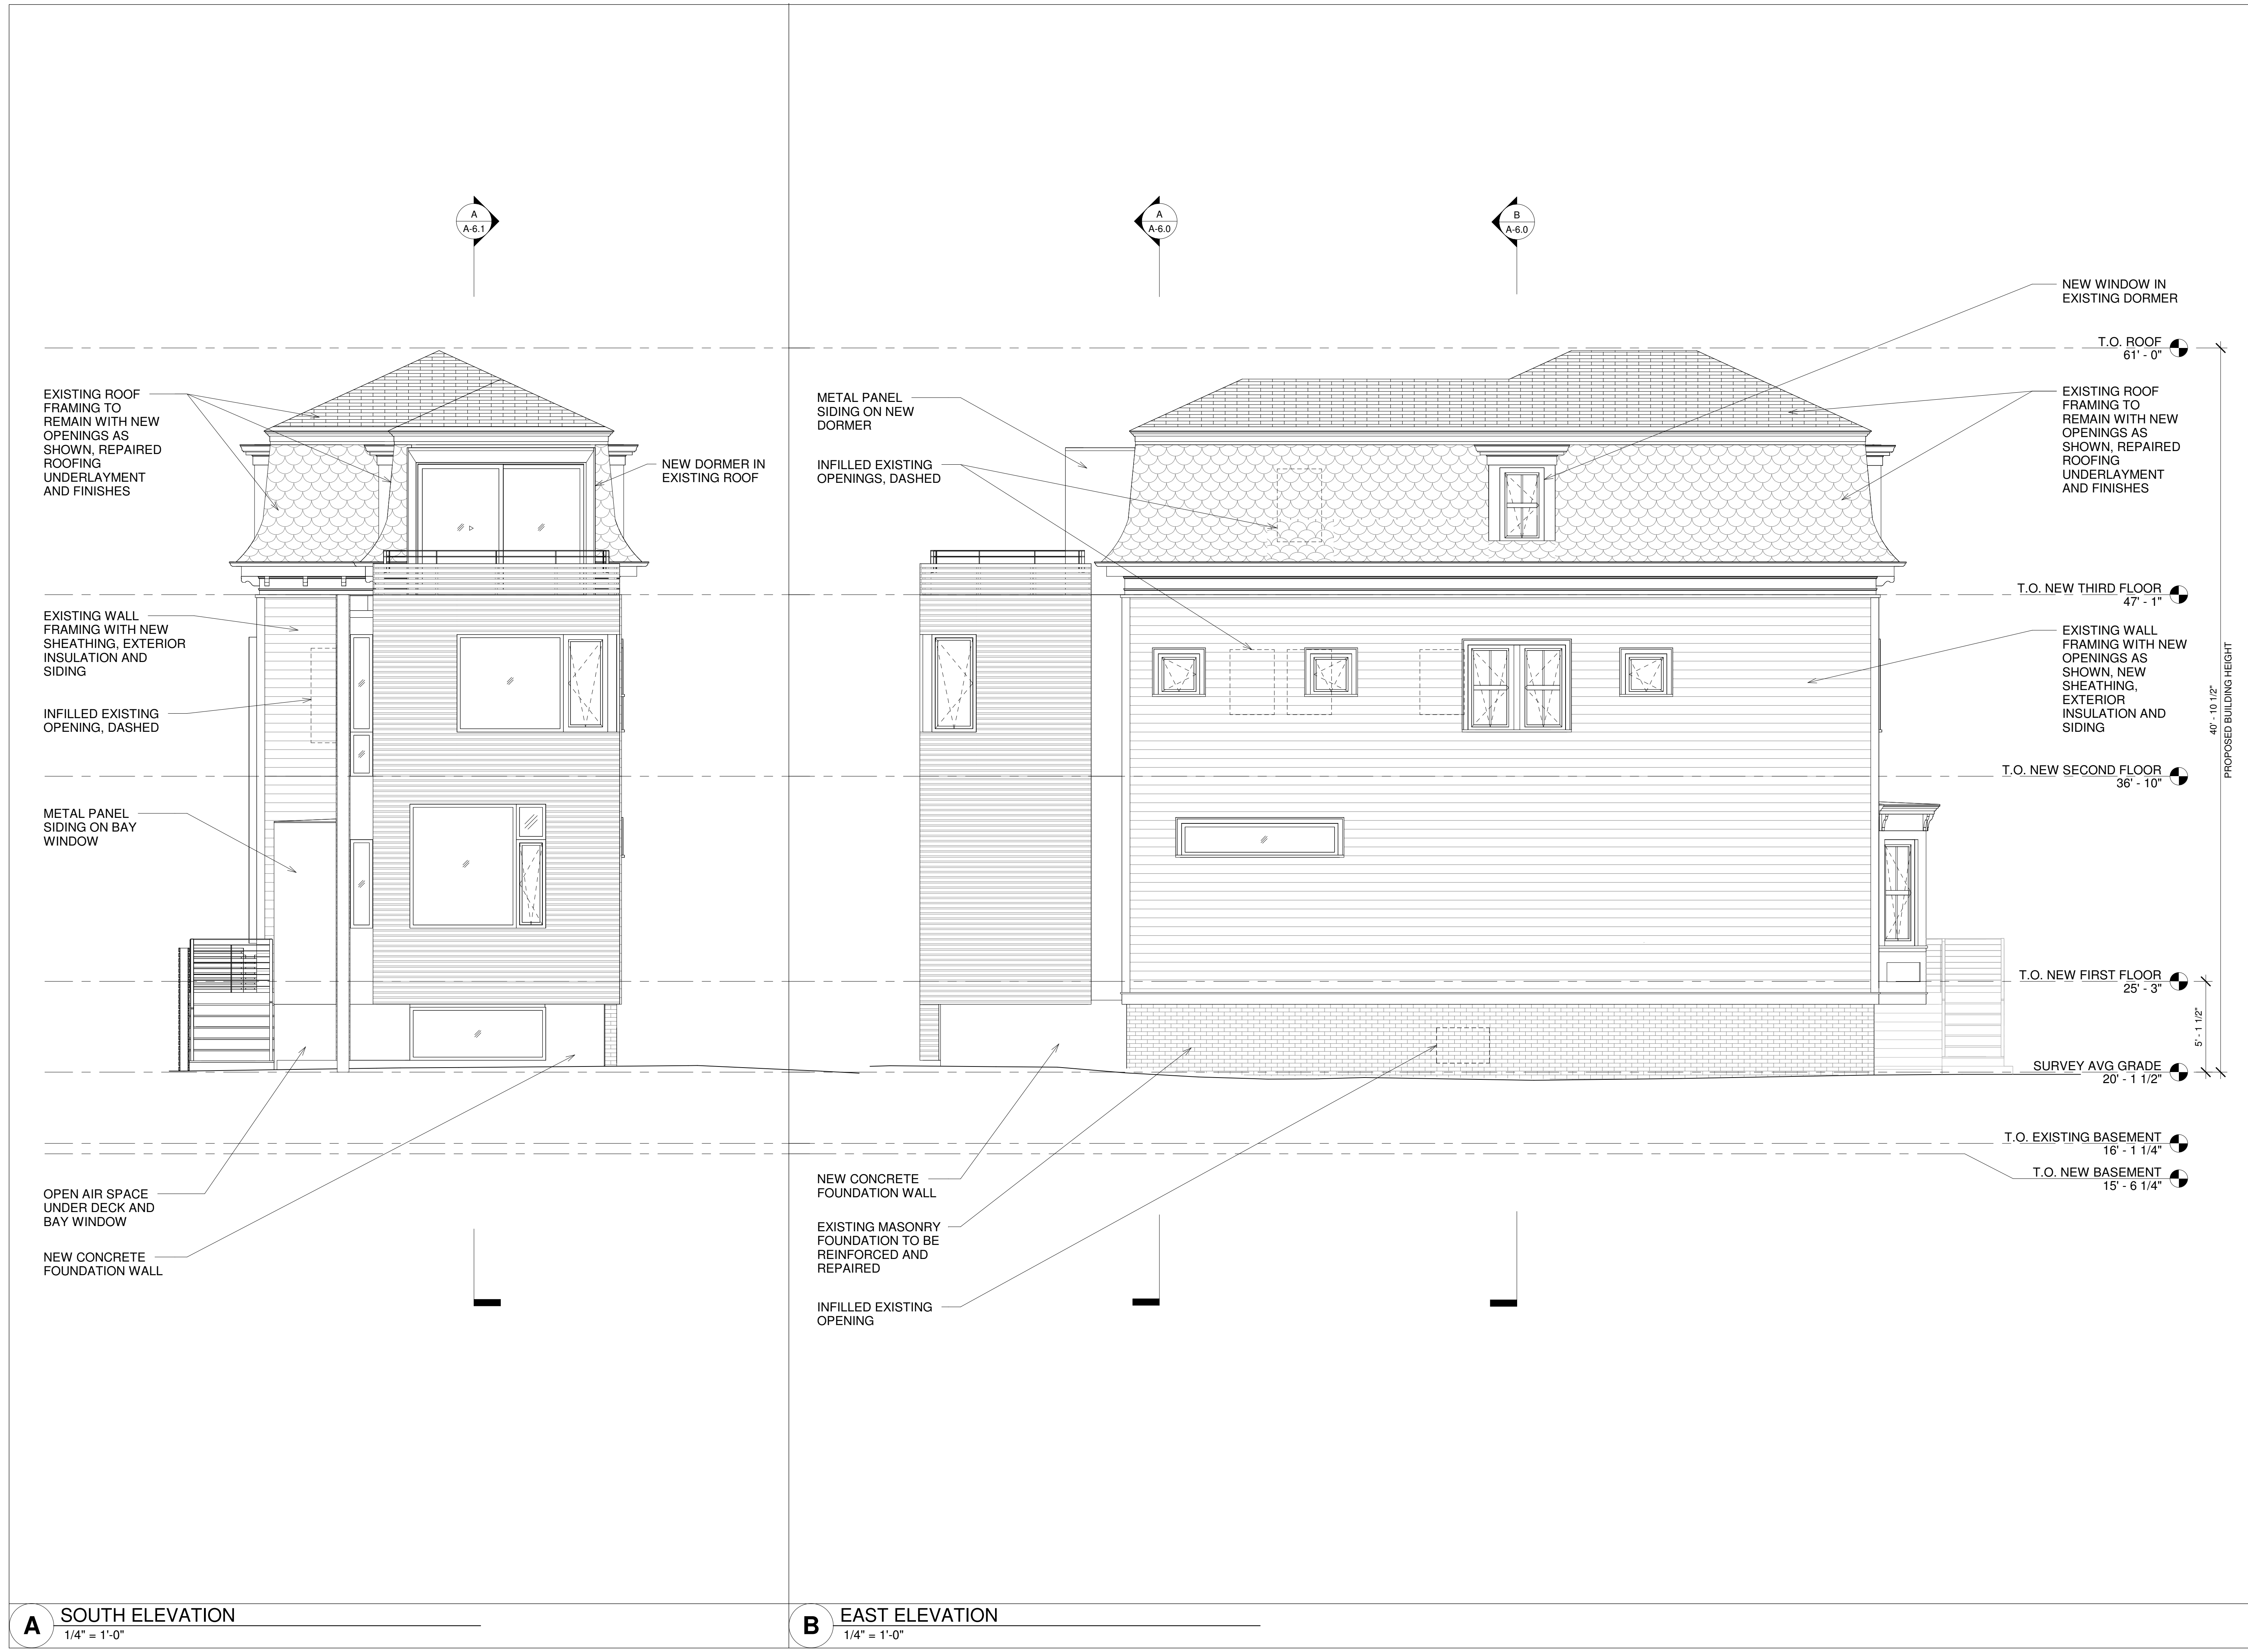 A
A-6.1
EXISTING ROOF
FRAMING TO
REMAIN WITH NEW
OPENINGS AS
SHOWN, REPAIRED
ROOFING
UNDERLAYMENT
AND FINISHES
NEW DORMER IN
EXISTING ROOF
EXISTING WALL
FRAMING WITH NEW
SHEATHING, EXTERIOR
INSULATION AND
SIDING
INFILLED EXISTING
OPENING, DASHED
METAL PANEL
SIDING ON BAY
WINDOW
OPEN AIR SPACE
UNDER DECK AND
BAY WINDOW
NEW CONCRETE
FOUNDATION WALL
A
SOUTH ELEVATION
1/4" = 1'-0"
A
A-6.0
B
A-6.0
METAL PANEL
SIDING ON NEW
DORMER
INFILLED EXISTING
OPENINGS, DASHED
NEW CONCRETE
FOUNDATION WALL
EXISTING MASONRY
FOUNDATION TO BE
REINFORCED AND
REPAIRED
INFILLED EXISTING
OPENING
NEW WINDOW IN
EXISTING DORMER
T.O. ROOF
61' - 0"
EXISTING ROOF
FRAMING TO
REMAIN WITH NEW
OPENINGS AS
SHOWN, REPAIRED
ROOFING
UNDERLAYMENT
AND FINISHES
T.O. NEW THIRD FLOOR
47' - 1"
EXISTING WALL
FRAMING WITH NEW
OPENINGS AS
SHOWN, NEW
SHEATHING,
EXTERIOR
INSULATION AND
SIDING
40' - 10 1/2"
PROPOSED BUILDING HEIGHT
T.O. NEW SECOND FLOOR
36' - 10"
T.O. NEW FIRST FLOOR
25' - 3"
5' - 1 1/2"
SURVEY AVG GRADE
20' - 1 1/2"
T.O. EXISTING BASEMENT
16' - 1 1/4"
T.O. NEW BASEMENT
15' - 6 1/4"
B
EAST ELEVATION
1/4" = 1'-0"